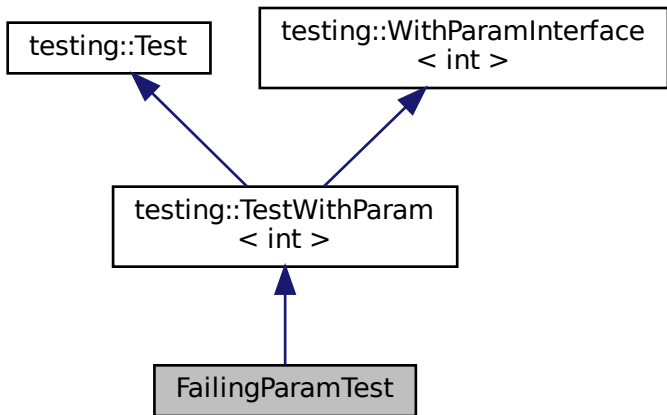 testing::Test
testing::WithParamInterface
< int >
testing::TestWithParam
< int >
FailingParamTest